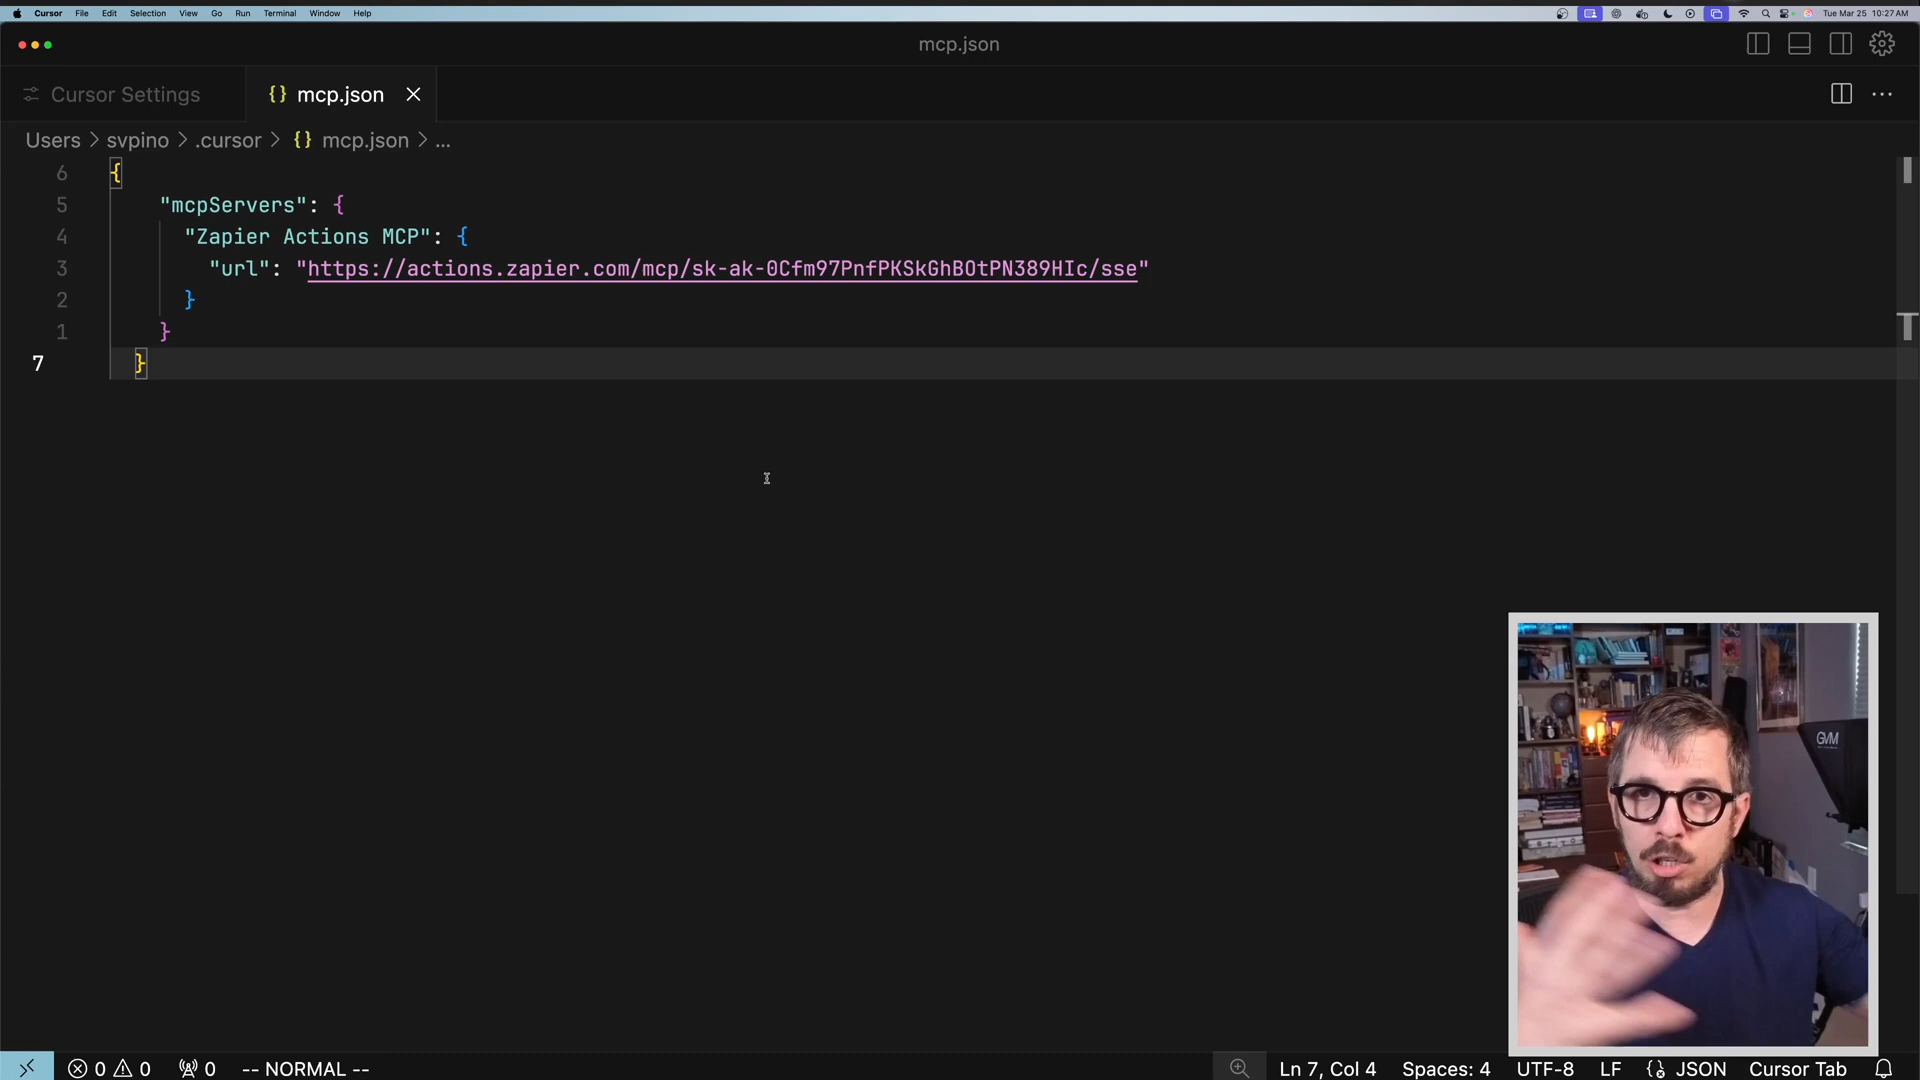 Cursor File Edit Selection View Go Run Terminal Window Help
Tue Mar 25 10:27 AM
mcp.json
Cursor Settings
{} mcp.json
Users > svpino > .cursor > {} mcp.json > ...
6 {
5 "mcpServers": {
4 "Zapier Actions MCP": {
3 "url": "https://actions.zapier.com/mcp/sk-ak-0Cfm97PnfPKSkGhBOtPN389HIc/sse"
2 }
1 }
7 }
GVM
0 0 0 -- NORMAL -- Ln 7, Col 4 Spaces: 4 UTF-8 LF JSON Cursor Tab